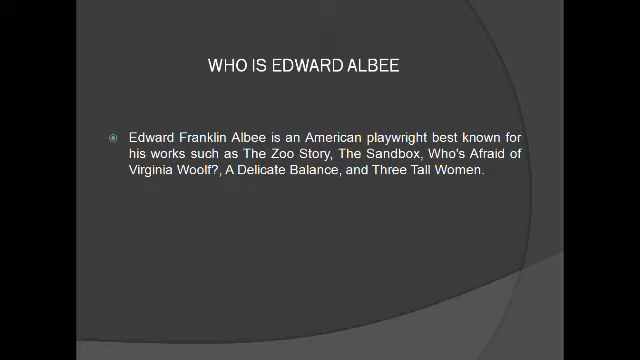 WHO IS EDWARD ALBEE
Edward Franklin Albee is an American playwright best known for
his works such as The Zoo Story, The Sandbox, Who's Afraid of
Virginia Woolf?, A Delicate Balance, and Three Tall Women.